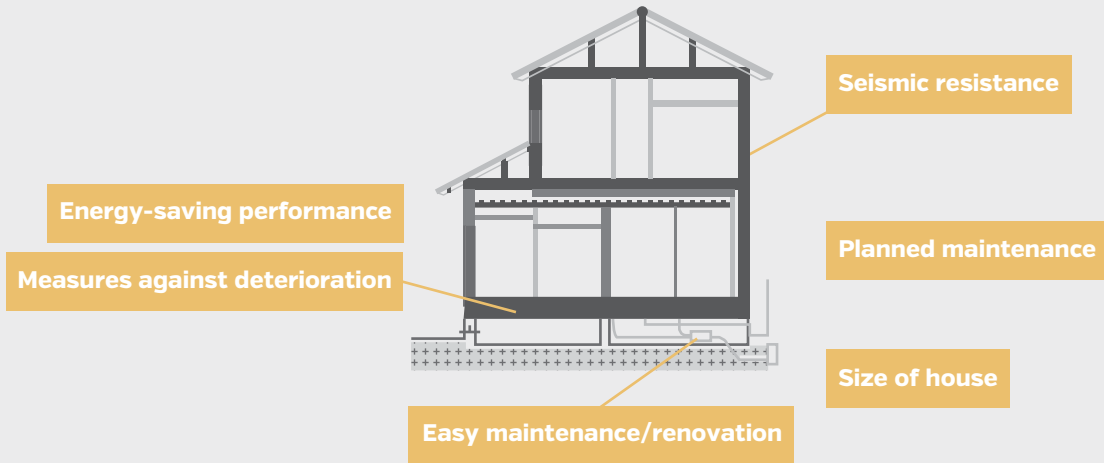 Seismic resistance
Energy-saving performance
Planned maintenance
Measures against deterioration
Size of house
Easy maintenance/renovation